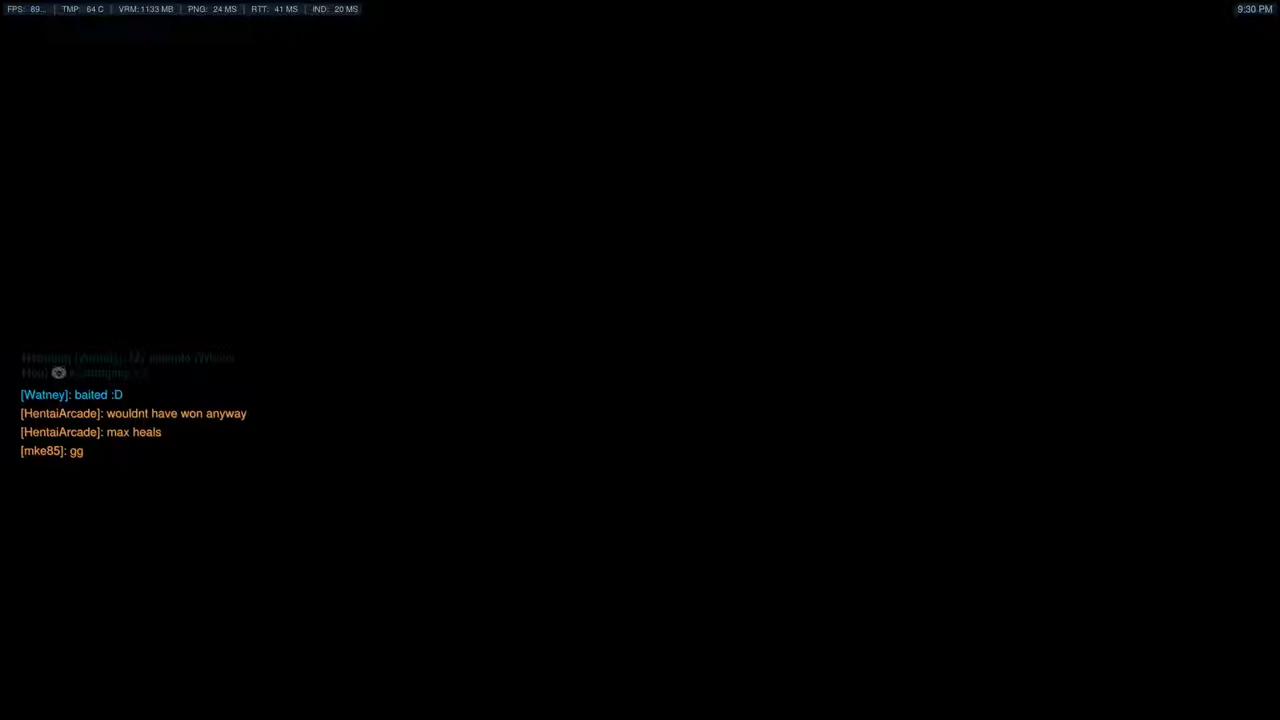 FPS: 89... | TMP: 64 C | VRM: 1133 MB | PNG: 24 MS | RTT: 41 MS | IND: 20 MS
9:30 PM
[Watney]: baited :D
[HentaiArcade]: wouldnt have won anyway
[HentaiArcade]: max heals
[mke85]: gg